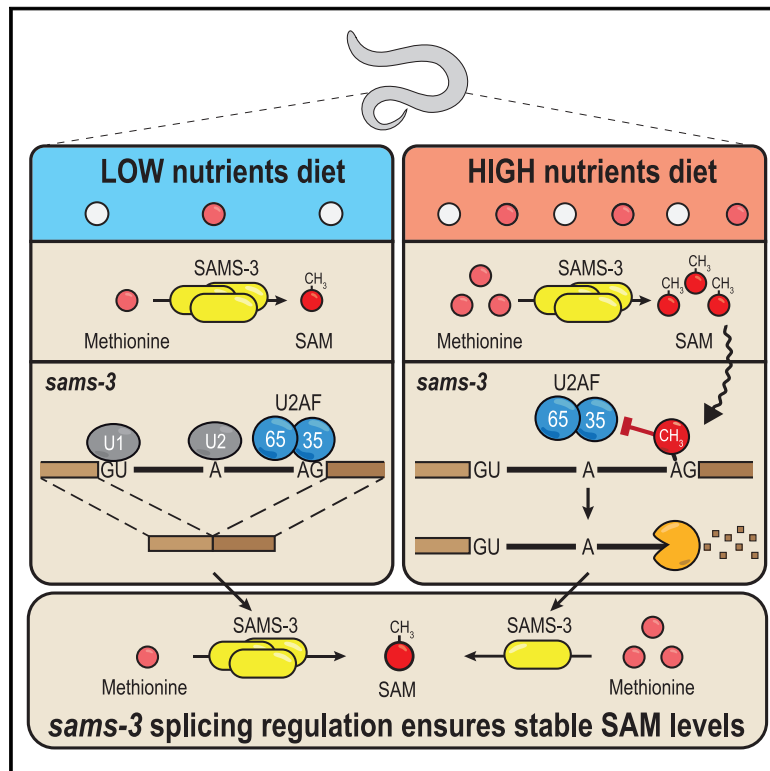 LOW nutrients diet
HIGH nutrients diet
SAMS-3
CH3
Methionine
SAM
SAMS-3
CH3
CH3
CH3
Methionine
SAM
sams-3
U2AF
U1
U2
65
35
GU
A
AG
sams-3
U2AF
65
35
CH3
GU
A
AG
GU
A
SAMS-3
CH3
SAMS-3
Methionine
SAM
Methionine
sams-3 splicing regulation ensures stable SAM levels